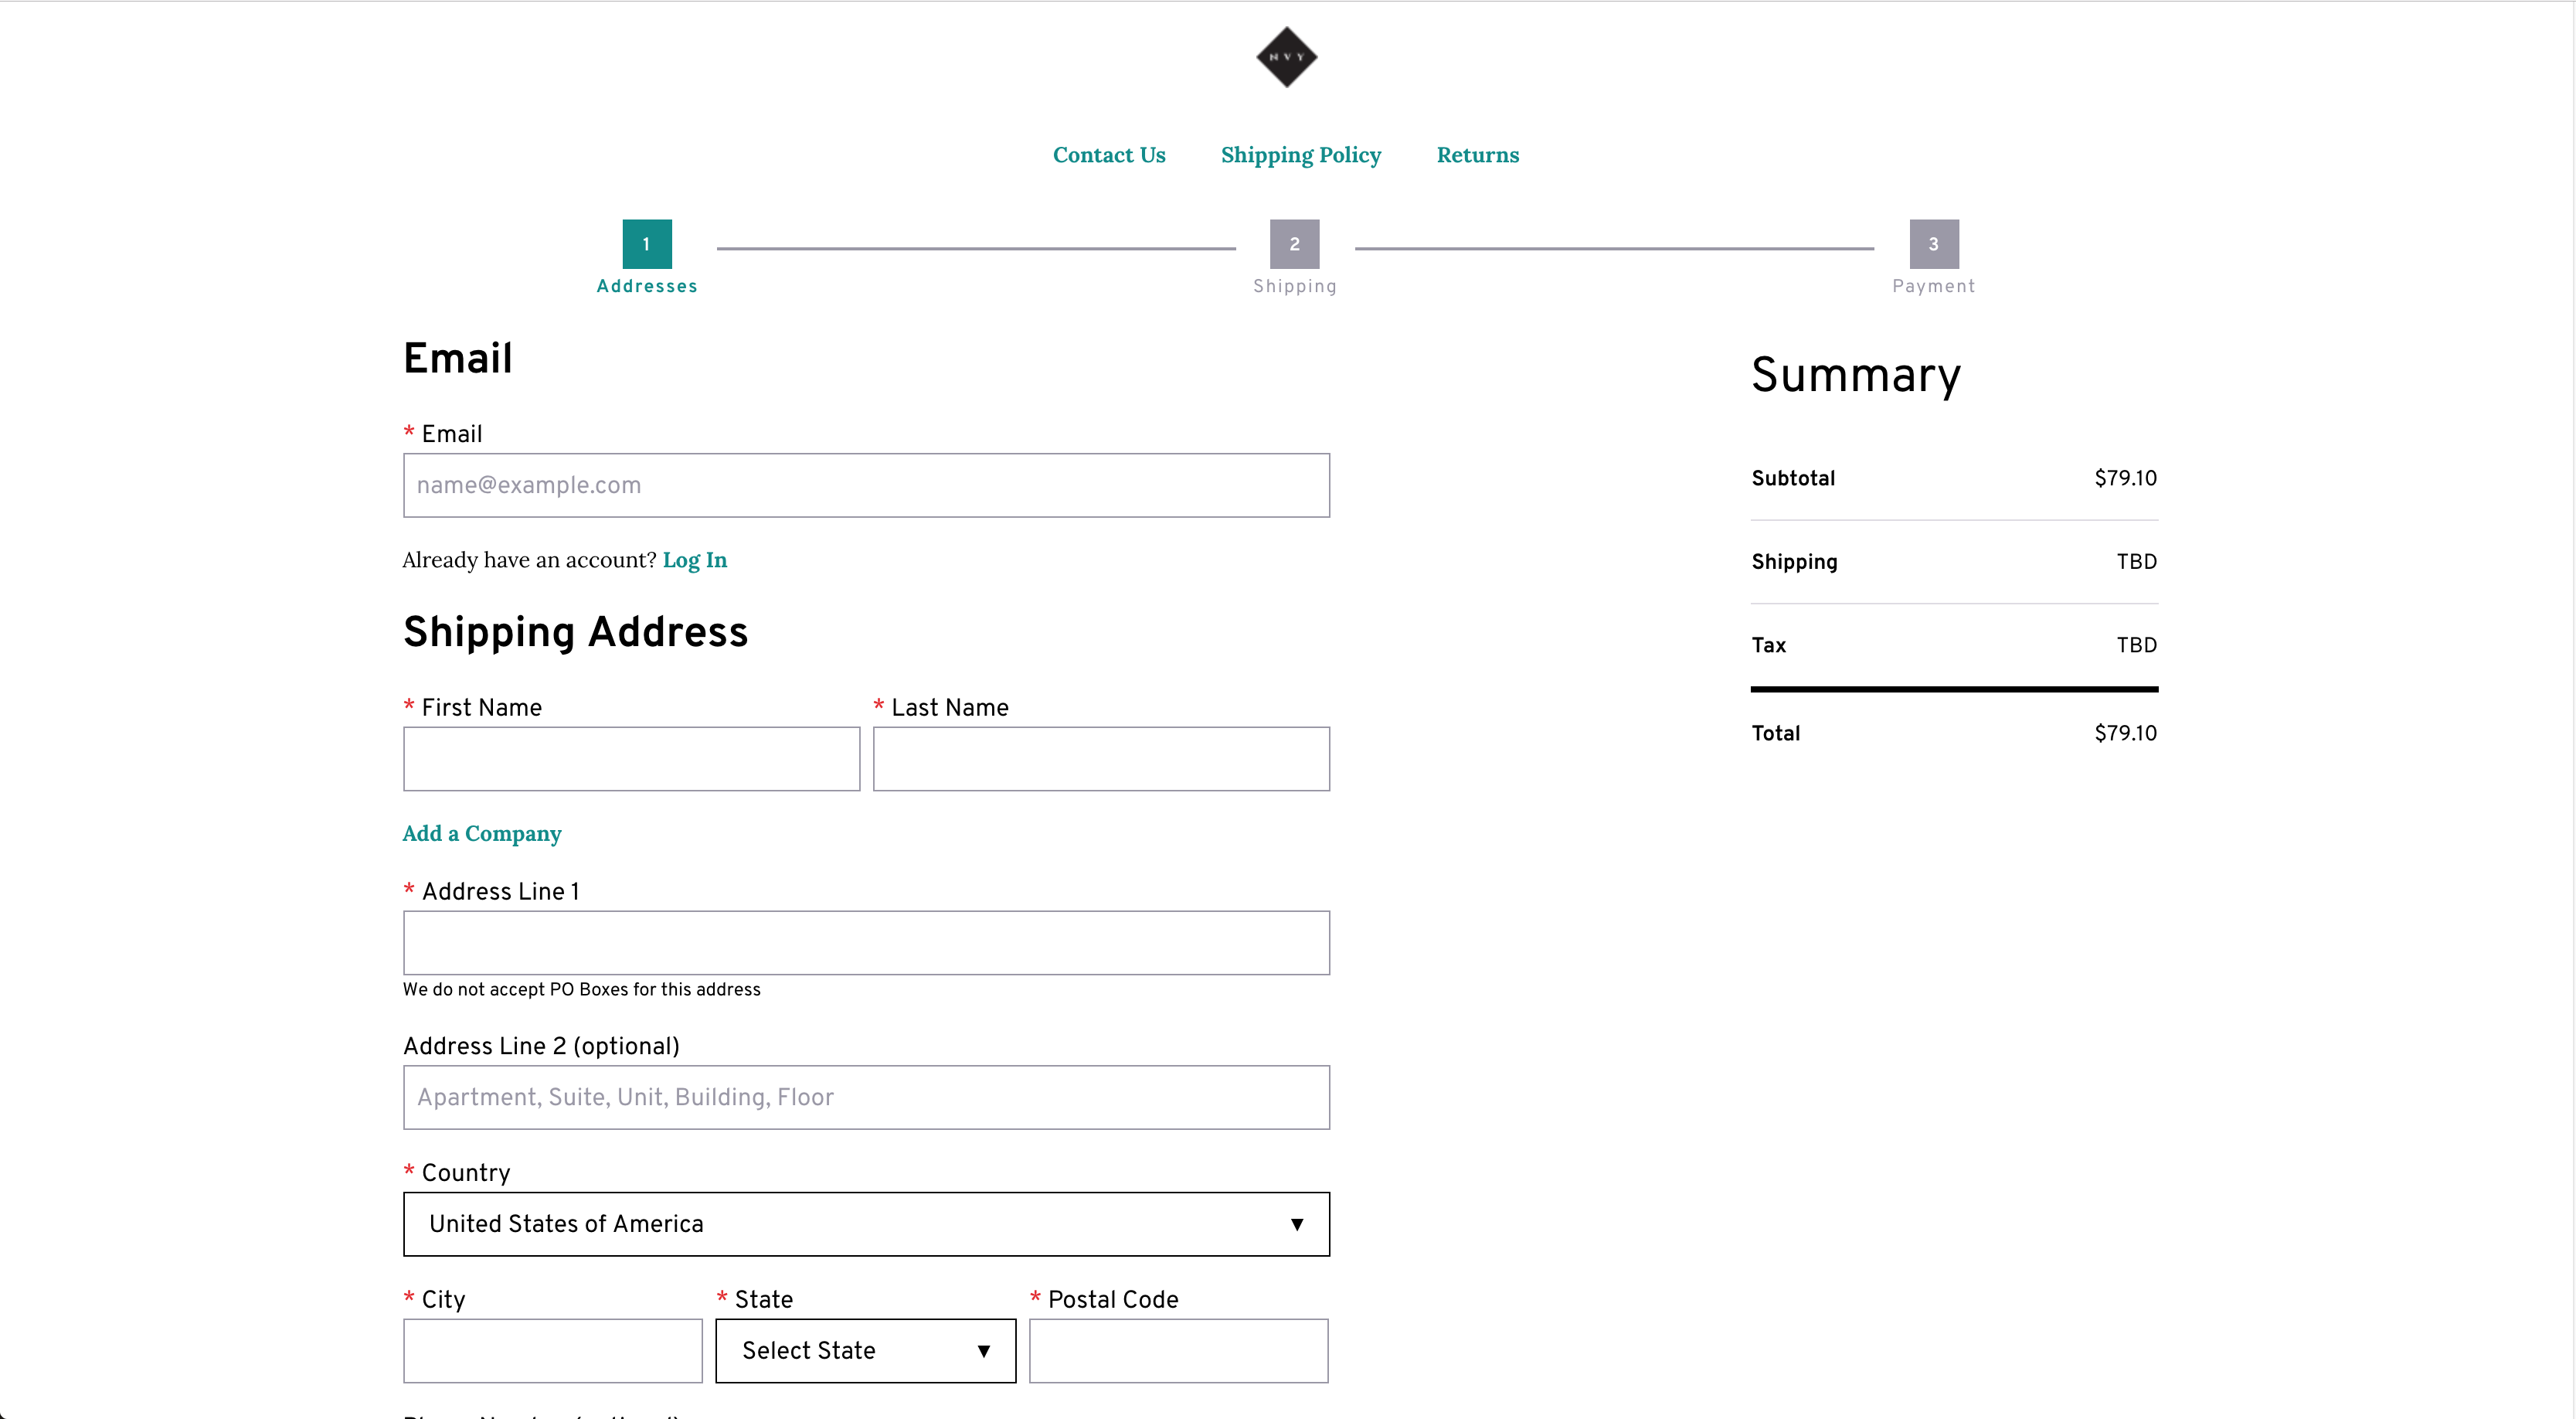 NVY
Contact Us Shipping Policy Returns
1 2 3
Addresses Shipping Payment
Email
* Email
name@example.com
Already have an account? Log In
Shipping Address
* First Name * Last Name
Add a Company
* Address Line 1
We do not accept PO Boxes for this address
Address Line 2 (optional)
Apartment, Suite, Unit, Building, Floor
* Country
United States of America ▼
* City * State * Postal Code
Select State ▼
Summary
Subtotal $79.10
Shipping TBD
Tax TBD
Total $79.10